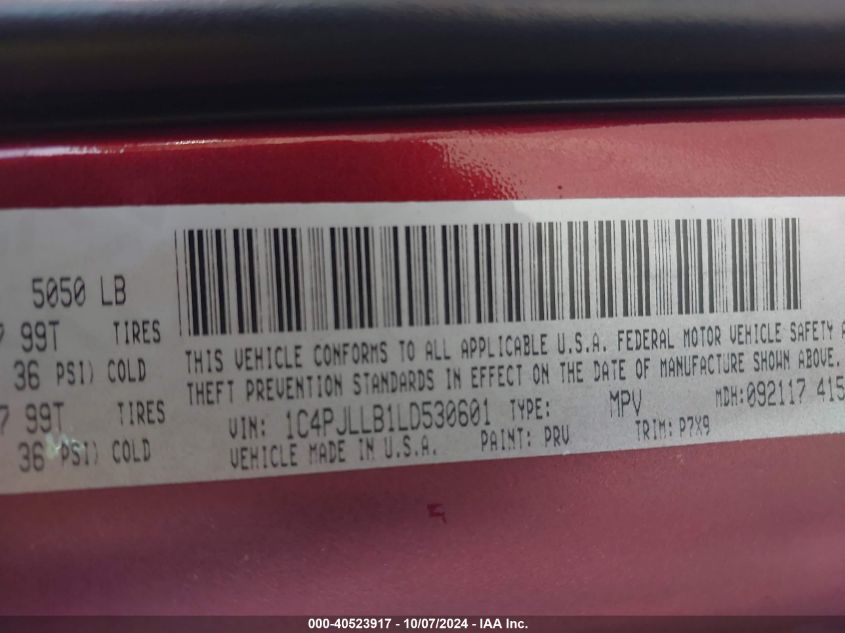 5050 LB
99T TIRES
36 PSI) COLD
99T TIRES
36 PSI) COLD
THIS VEHICLE CONFORMS TO ALL APPLICABLE U.S.A. FEDERAL MOTOR VEHICLE SAFETY
THEFT PREVENTION STANDARDS IN EFFECT ON THE DATE OF MANUFACTURE SHOWN ABOVE.
VIN: 1C4PJLLB1LD530601 TYPE: MPV MDH:092117 415
VEHICLE MADE IN U.S.A. PAINT: PRV TRIM: P7X9
000-40523917 - 10/07/2024 - IAA Inc.